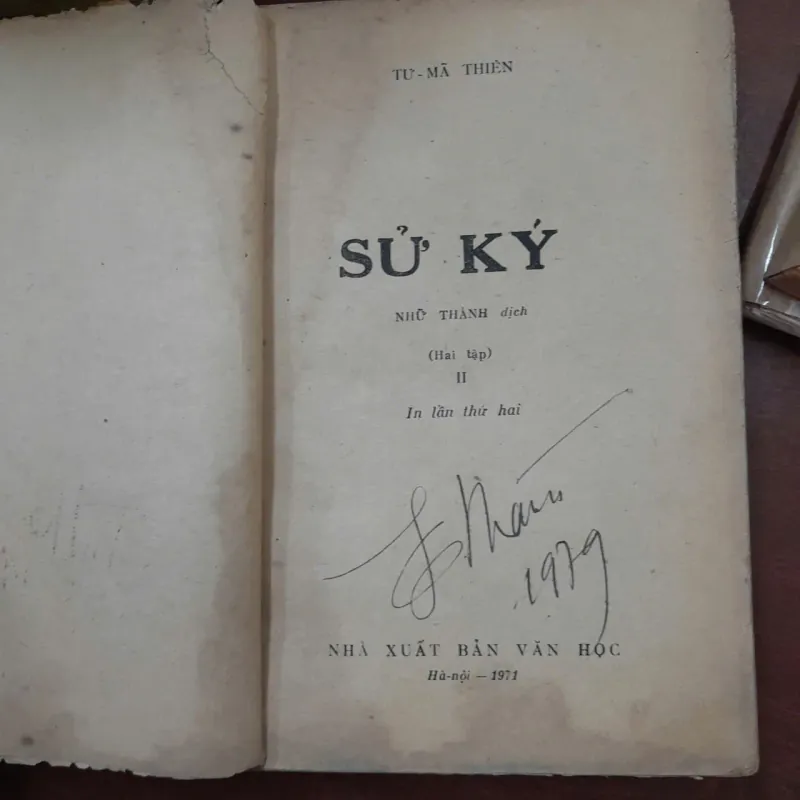 TƯ-MÃ THIÊN
SỬ KÝ
NHỮ THÀNH dịch
(Hai tập)
II
In lần thứ hai
1979
NHÀ XUẤT BẢN VĂN HỌC
Hà-nội — 1971